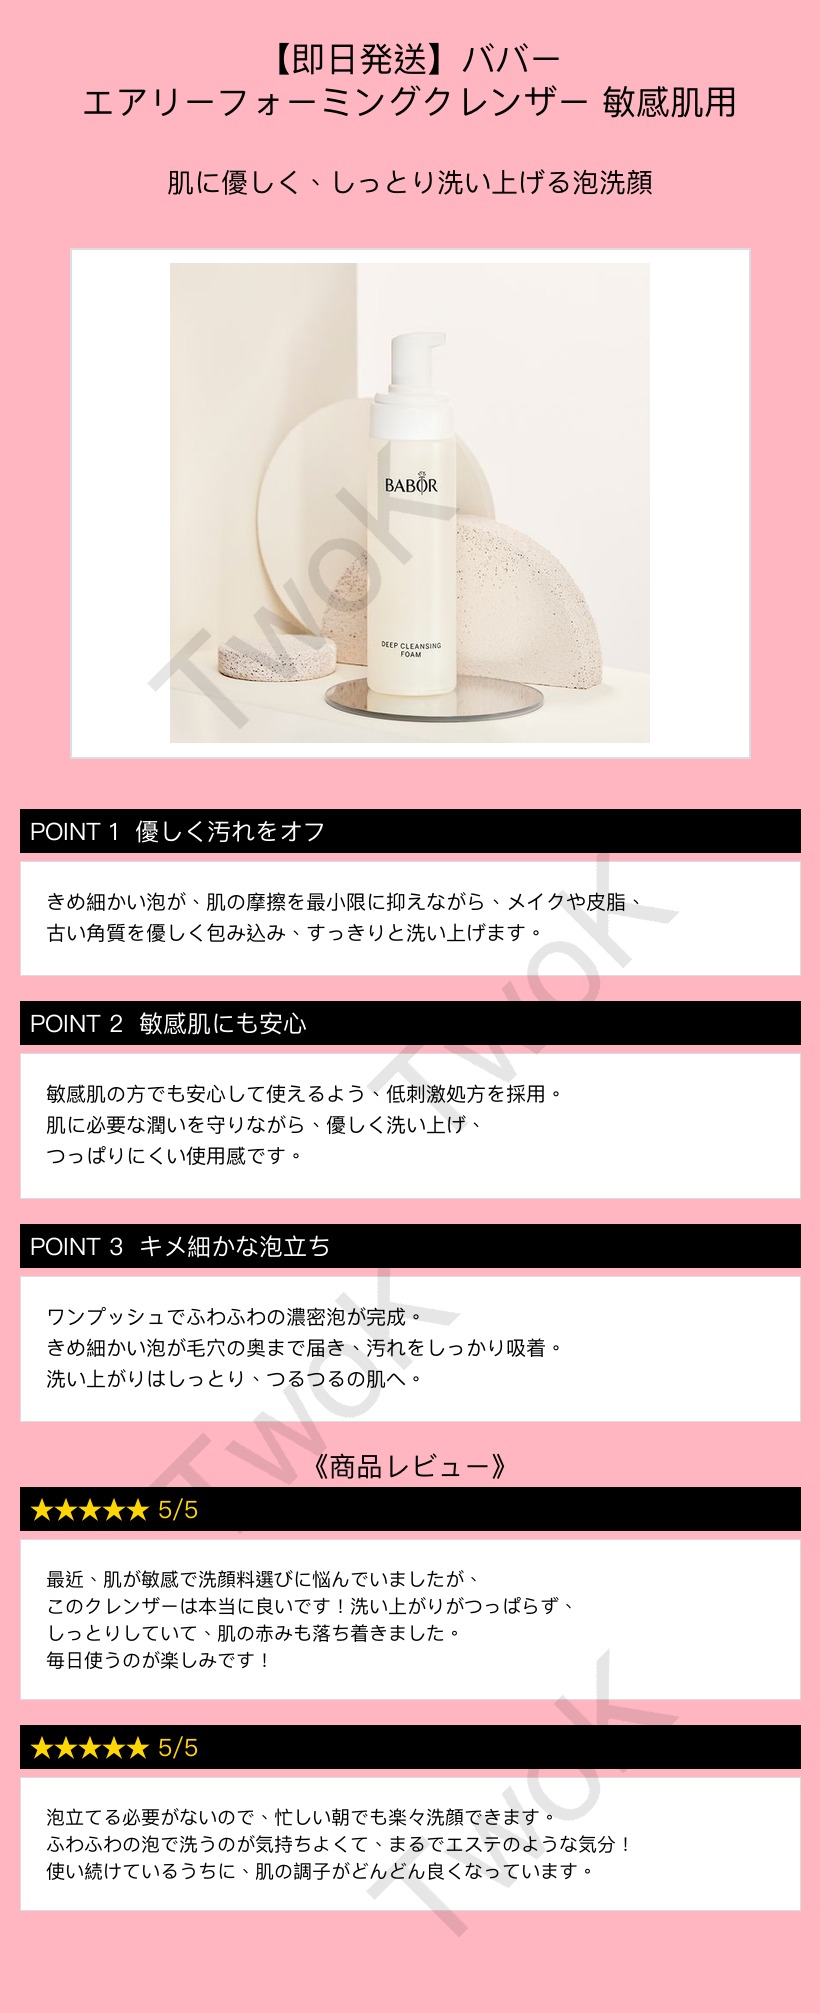 【即日発送】ババー
エアリーフォーミングクレンザー 敏感肌用
肌に優しく、しっとり洗い上げる泡洗顔
BABOR
DEEP CLEANSING
FOAM
TwoK
POINT 1 優しく汚れをオフ
きめ細かい泡が、肌の摩擦を最小限に抑えながら、メイクや皮脂、
古い角質を優しく包み込み、すっきりと洗い上げます。
TwoK
POINT 2 敏感肌にも安心
敏感肌の方でも安心して使えるよう、低刺激処方を採用。
肌に必要な潤いを守りながら、優しく洗い上げ、
つっぱりにくい使用感です。
POINT 3 キメ細かな泡立ち
ワンプッシュでふわふわの濃密泡が完成。
きめ細かい泡が毛穴の奥まで届き、汚れをしっかり吸着。
洗い上がりはしっとり、つるつるの肌へ。
TwoK
《商品レビュー》
★★★★★ 5/5
最近、肌が敏感で洗顔料選びに悩んでいましたが、
このクレンザーは本当に良いです！洗い上がりがつっぱらず、
しっとりしていて、肌の赤みも落ち着きました。
毎日使うのが楽しみです！
★★★★★ 5/5
泡立てる必要がないので、忙しい朝でも楽々洗顔できます。
ふわふわの泡で洗うのが気持ちよくて、まるでエステのような気分！
使い続けているうちに、肌の調子がどんどん良くなっています。
TwoK